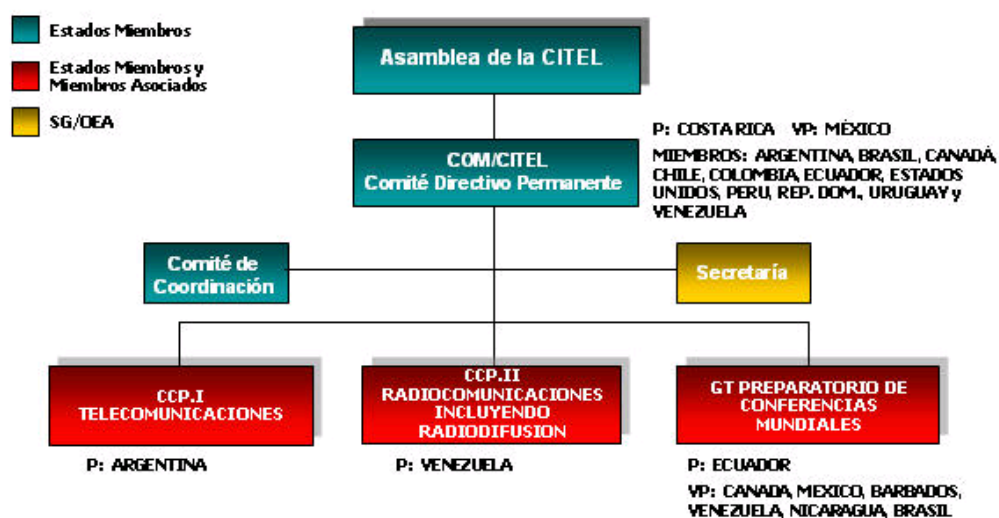 Estados Miembros
Estados Miembros y
Miembros Asociados
SG/OEA
Asamblea de la CITEL
COM/CITEL
Comité Directivo Permanente
P: COSTA RICA VP: MÉXICO
MIEMBROS: ARGENTINA, BRASIL, CANADÁ,
CHILE, COLOMBIA, ECUADOR, ESTADOS
UNIDOS, PERU, REP. DOM., URUGUAY y
VENEZUELA
Comité de
Coordinación
Secretaría
CCP.I
TELECOMUNICACIONES
P: ARGENTINA
CCP.II
RADIOCOMUNICACIONES
INCLUYENDO
RADIODIFUSION
P: VENEZUELA
GT PREPARATORIO DE
CONFERENCIAS
MUNDIALES
P: ECUADOR
VP: CANADA, MEXICO, BARBADOS,
VENEZUELA, NICARAGUA, BRASIL